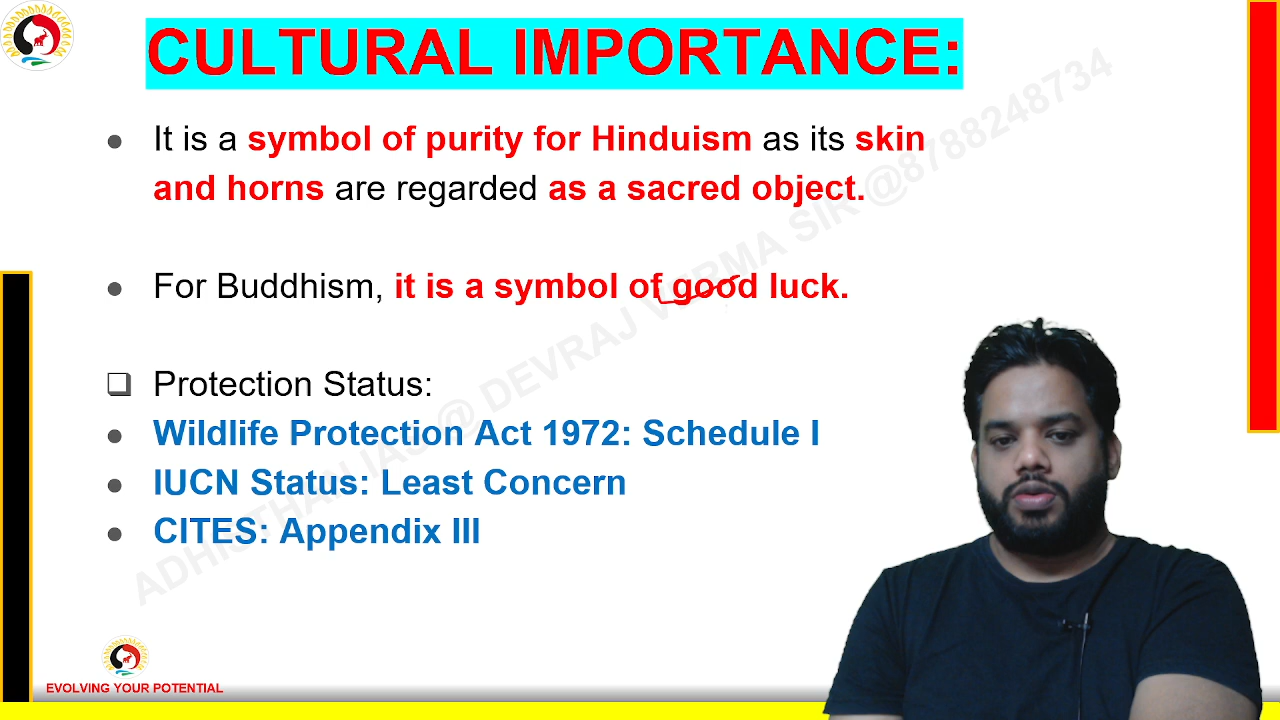 CULTURAL IMPORTANCE:
It is a symbol of purity for Hinduism as its skin
and horns are regarded as a sacred object.
For Buddhism, it is a symbol of good luck.
Protection Status:
Wildlife Protection Act 1972: Schedule I
IUCN Status: Least Concern
CITES: Appendix III
ADHISTHANA IAS @ DEVRAJ VERMA SIR @8788248734
EVOLVING YOUR POTENTIAL